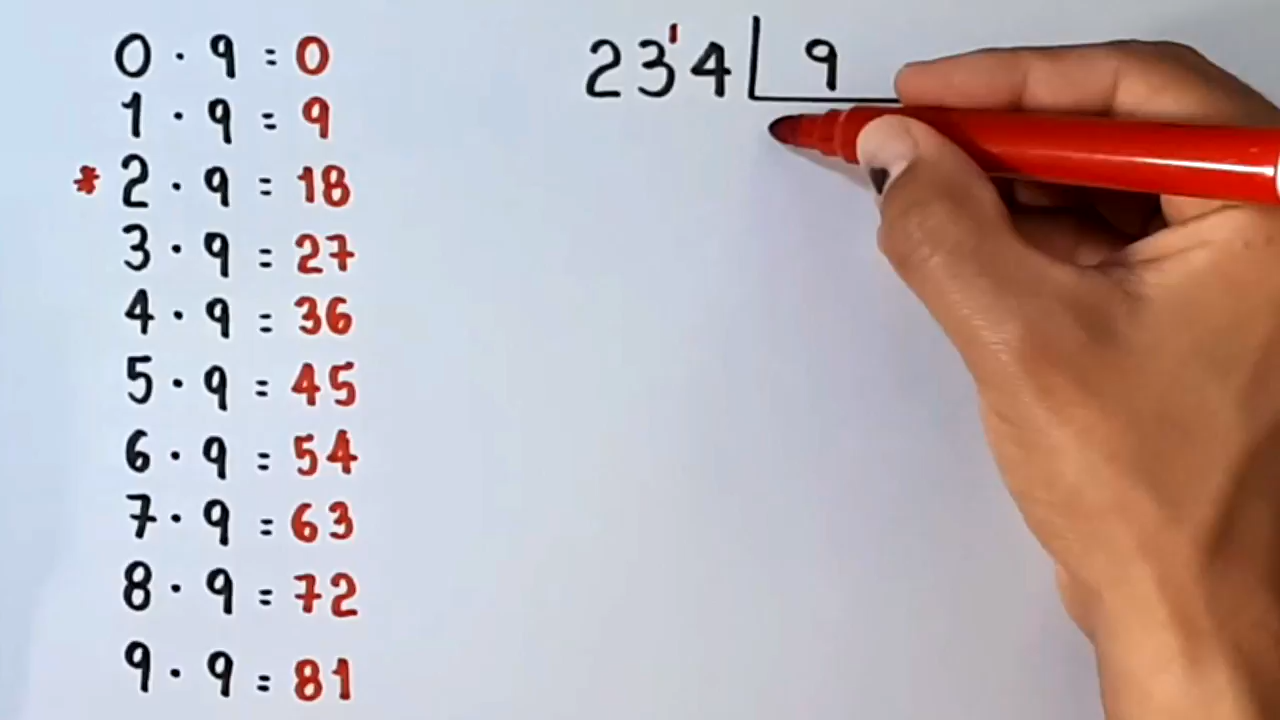 0 · 9 = 0
1 · 9 = 9
* 2 · 9 = 18
3 · 9 = 27
4 · 9 = 36
5 · 9 = 45
6 · 9 = 54
7 · 9 = 63
8 · 9 = 72
9 · 9 = 81
23'4 | 9